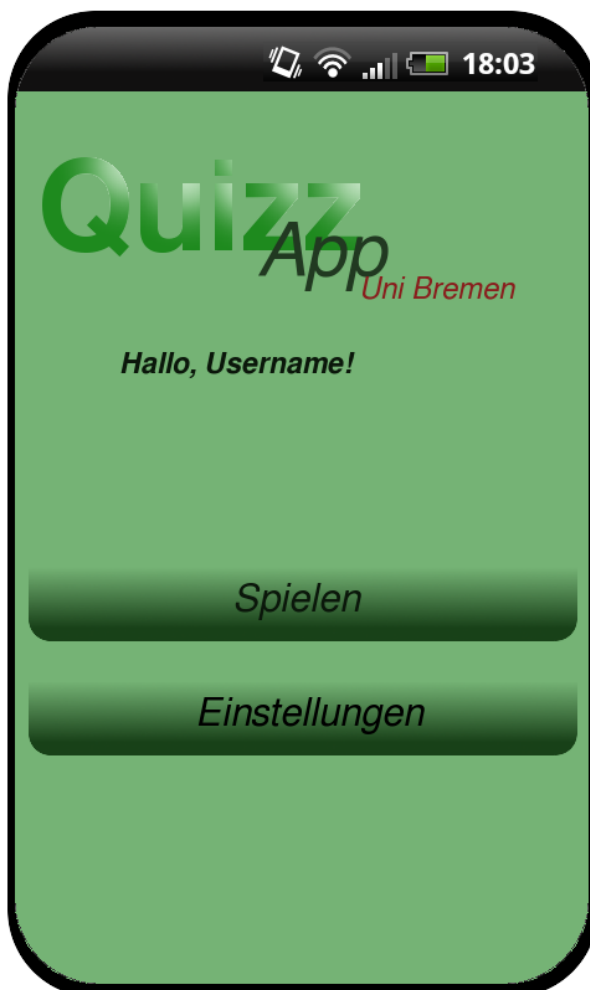 18:03
Quizz
App
Uni Bremen
Hallo, Username!
Spielen
Einstellungen